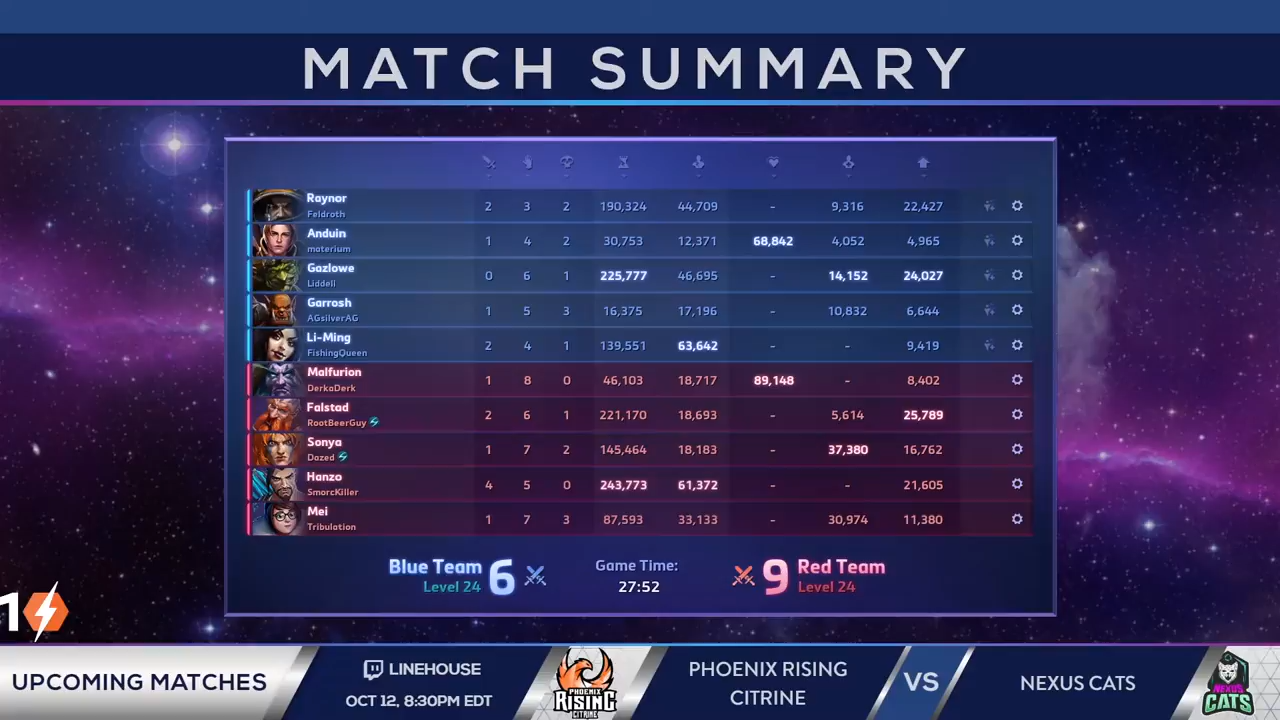 MATCH SUMMARY
Raynor
Feldroth
2 3 2 190,324 44,709 - 9,316 22,427
Anduin
materium
1 4 2 30,753 12,371 68,842 4,052 4,965
Gazlowe
Liddell
0 6 1 225,777 46,695 - 14,152 24,027
Garrosh
AGsilverAG
1 5 3 16,375 17,196 - 10,832 6,644
Li-Ming
FishingQueen
2 4 1 139,551 63,642 - - 9,419
Malfurion
DerkaDerk
1 8 0 46,103 18,717 89,148 - 8,402
Falstad
RootBeerGuy
2 6 1 221,170 18,693 - 5,614 25,789
Sonya
Dazed
1 7 2 145,464 18,183 - 37,380 16,762
Hanzo
SmorcKiller
4 5 0 243,773 61,372 - - 21,605
Mei
Tribulation
1 7 3 87,593 33,133 - 30,974 11,380
Blue Team 6
Level 24
Game Time:
27:52
9 Red Team
Level 24
1
UPCOMING MATCHES
LINEHOUSE
OCT 12, 8:30PM EDT
PHOENIX
RISING
CITRINE
PHOENIX RISING
CITRINE
VS
NEXUS CATS
NEXUS
CATS